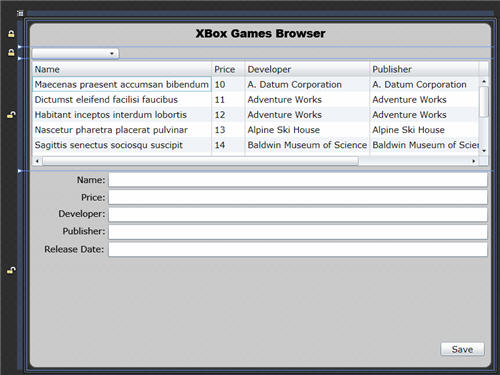 XBox Games Browser
Name Price Developer Publisher
Maecenas praesent accumsan bibendum 10 A. Datum Corporation A. Datum Corporation
Dictumst eleifend facilisi faucibus 11 Adventure Works Adventure Works
Habitant inceptos interdum lobortis 12 Adventure Works Adventure Works
Nascetur pharetra placerat pulvinar 13 Alpine Ski House Alpine Ski House
Sagittis senectus sociosqu suscipit 14 Baldwin Museum of Science Baldwin Museum of Scien
Name:
Price:
Developer:
Publisher:
Release Date:
Save